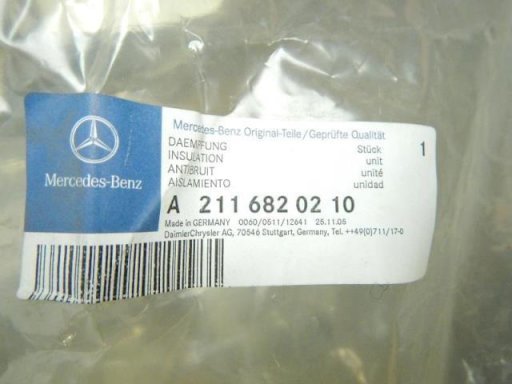 Mercedes-Benz
Mercedes-Benz Original-Teile/Geprüfte Qualität
DAEMPFUNG Stück 1
INSULATION unit
ANTIBRUIT unité
AISLAMIENTO unidad
A 211 682 02 10
Made in GERMANY 0060/0511/12641 25.11.05
DaimlerChrysler AG, 70546 Stuttgart, Germany, Tel. ++49(0)711/17-0